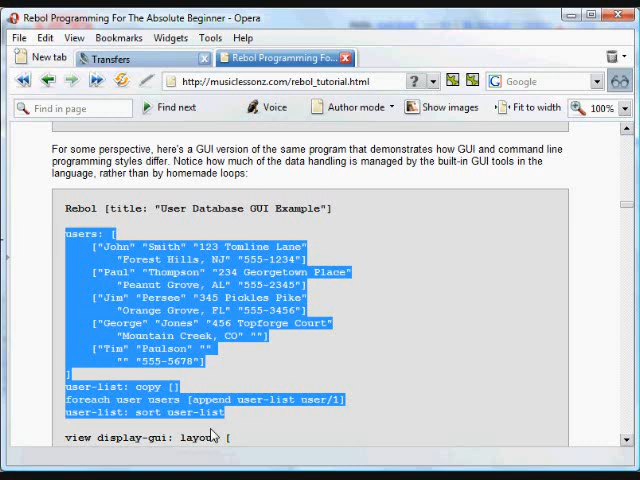 Rebol Programming For The Absolute Beginner - Opera
File Edit View Bookmarks Widgets Tools Help
New tab Transfers Rebol Programming Fo...
http://musiclessonz.com/rebol_tutorial.html ? Google
Find in page Find next Voice Author mode Show images Fit to width 100%
For some perspective, here's a GUI version of the same program that demonstrates how GUI and command line
programming styles differ. Notice how much of the data handling is managed by the built-in GUI tools in the
language, rather than by homemade loops:
Rebol [title: "User Database GUI Example"]
users: [
["John" "Smith" "123 Tomline Lane"
"Forest Hills, NJ" "555-1234"]
["Paul" "Thompson" "234 Georgetown Place"
"Peanut Grove, AL" "555-2345"]
["Jim" "Persee" "345 Pickles Pike"
"Orange Grove, FL" "555-3456"]
["George" "Jones" "456 Topforge Court"
"Mountain Creek, CO" ""]
["Tim" "Paulson" ""
"" "555-5678"]
]
user-list: copy []
foreach user users [append user-list user/1]
user-list: sort user-list
view display-gui: layout [